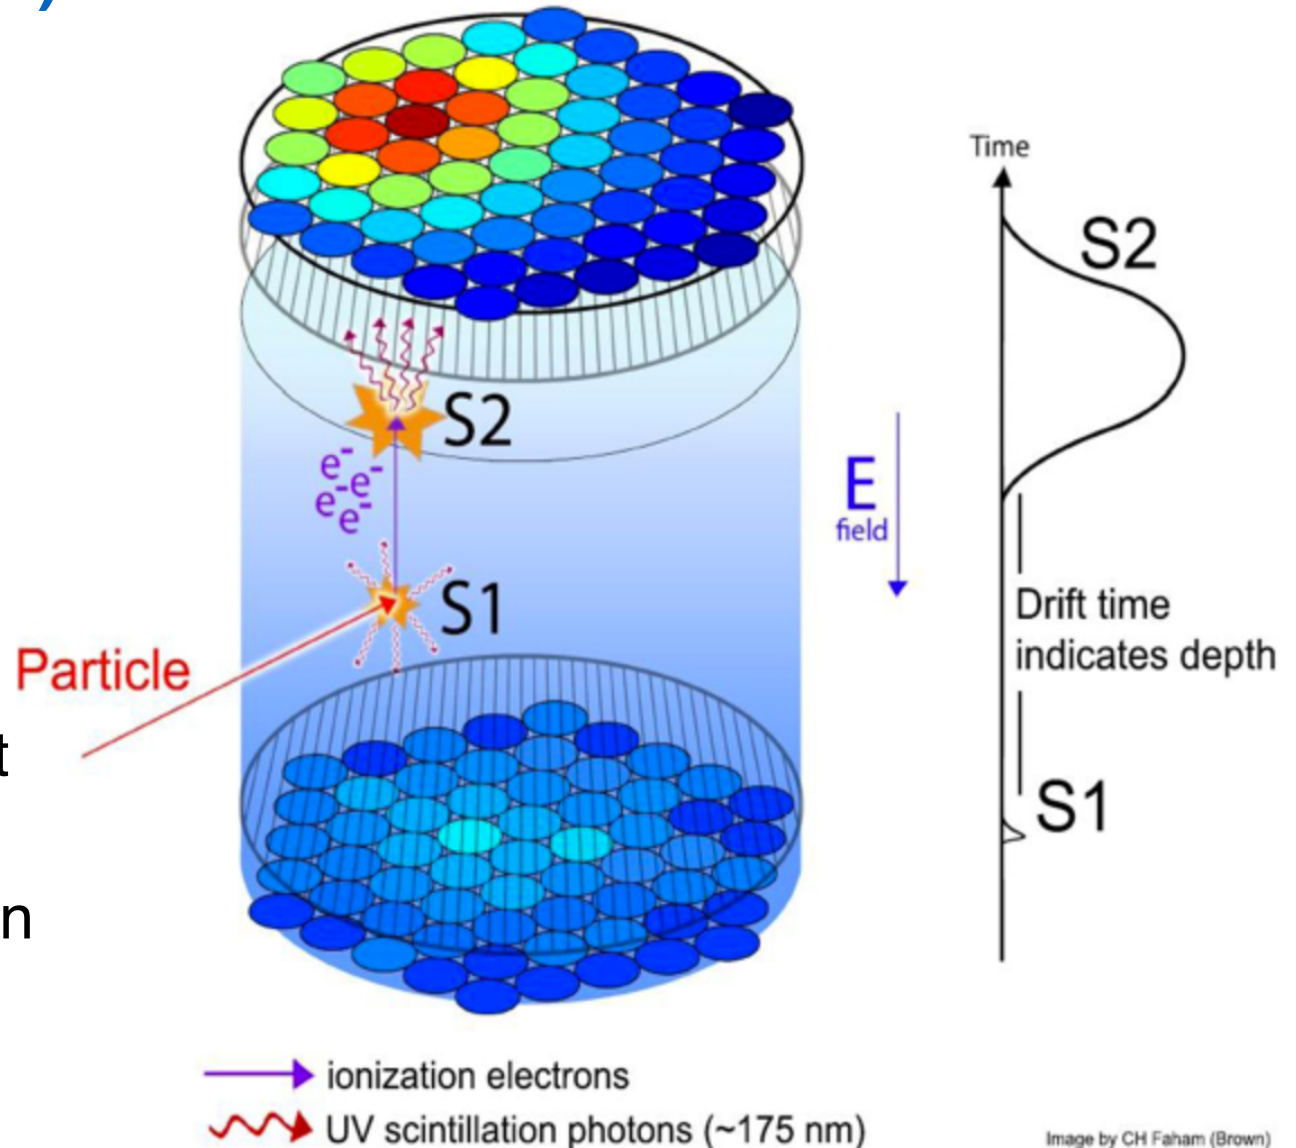 )
Time
S2
S2
e-
e-
e-
e-
E
field
S1
Drift time
indicates depth
Particle
t
S1
n
ionization electrons
UV scintillation photons (~175 nm)
Image by CH Faham (Brown)